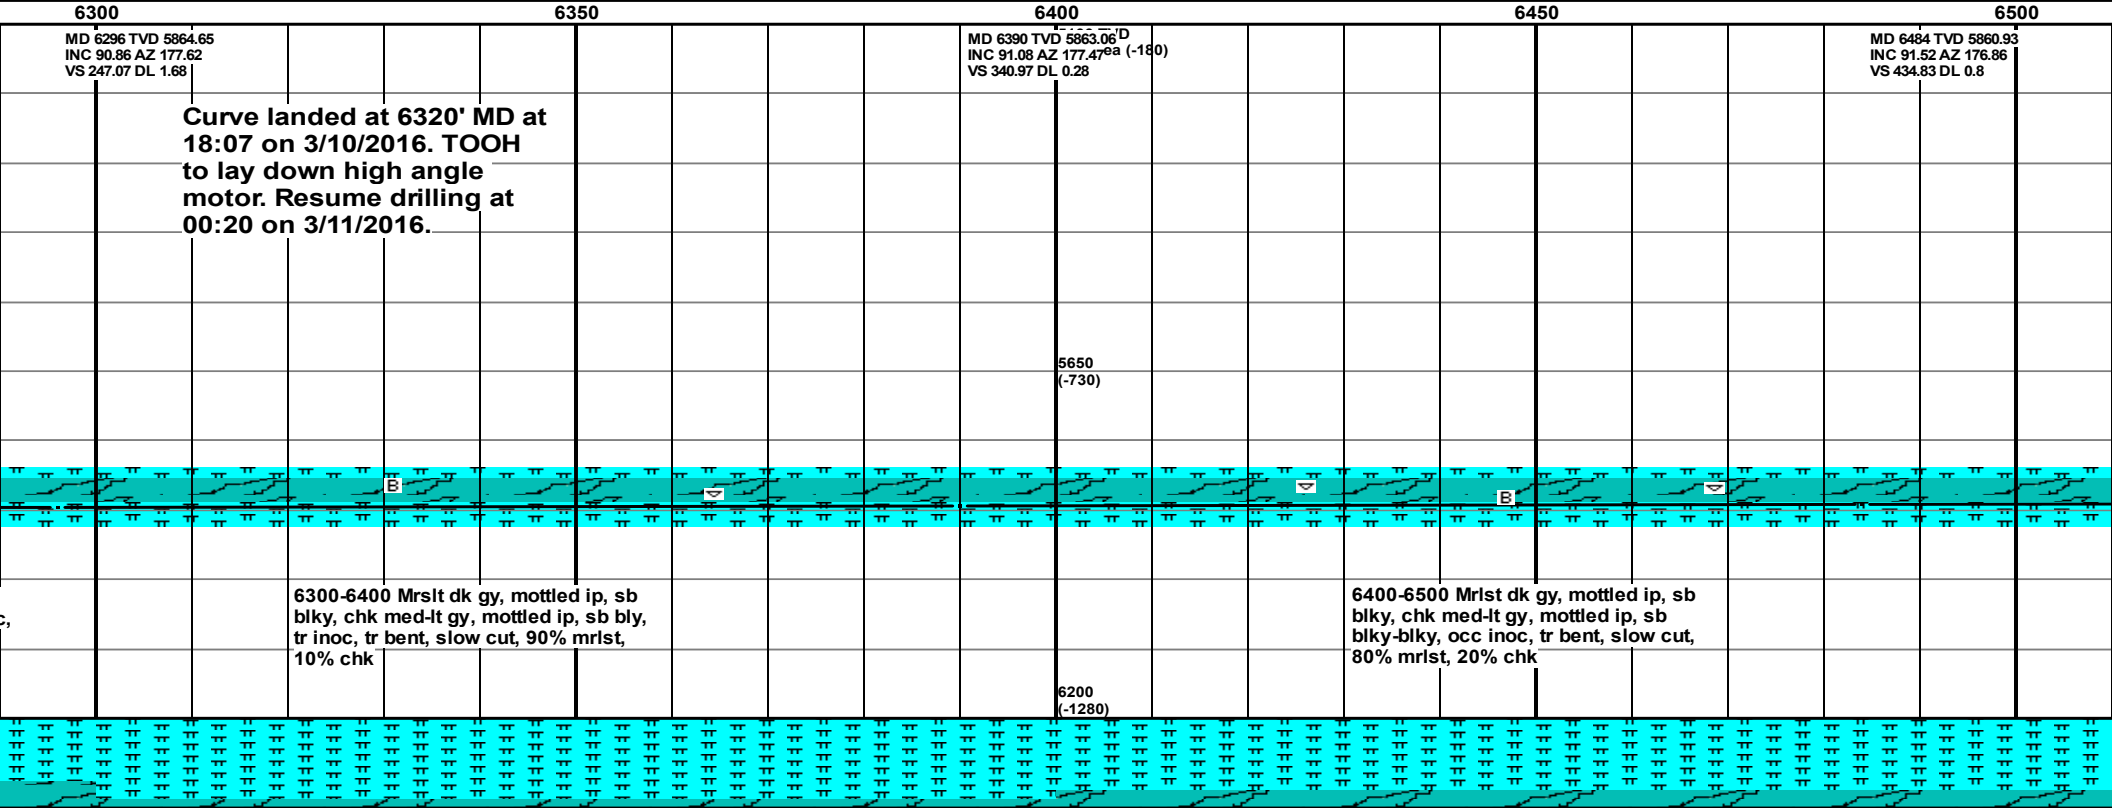 6300 6350 6400 6450 6500
MD 6296 TVD 5864.65
INC 90.86 AZ 177.62
VS 247.07 DL 1.68
MD 6390 TVD 5863.06
INC 91.08 AZ 177.47
VS 340.97 DL 0.28
(-180)
MD 6484 TVD 5860.93
INC 91.52 AZ 176.86
VS 434.83 DL 0.8
Curve landed at 6320' MD at
18:07 on 3/10/2016. TOOH
to lay down high angle
motor. Resume drilling at
00:20 on 3/11/2016.
5650
(-730)
B
B
c,
6300-6400 Mrslt dk gy, mottled ip, sb
blky, chk med-lt gy, mottled ip, sb bly,
tr inoc, tr bent, slow cut, 90% mrlst,
10% chk
6400-6500 Mrlst dk gy, mottled ip, sb
blky, chk med-lt gy, mottled ip, sb
blky-blky, occ inoc, tr bent, slow cut,
80% mrlst, 20% chk
6200
(-1280)